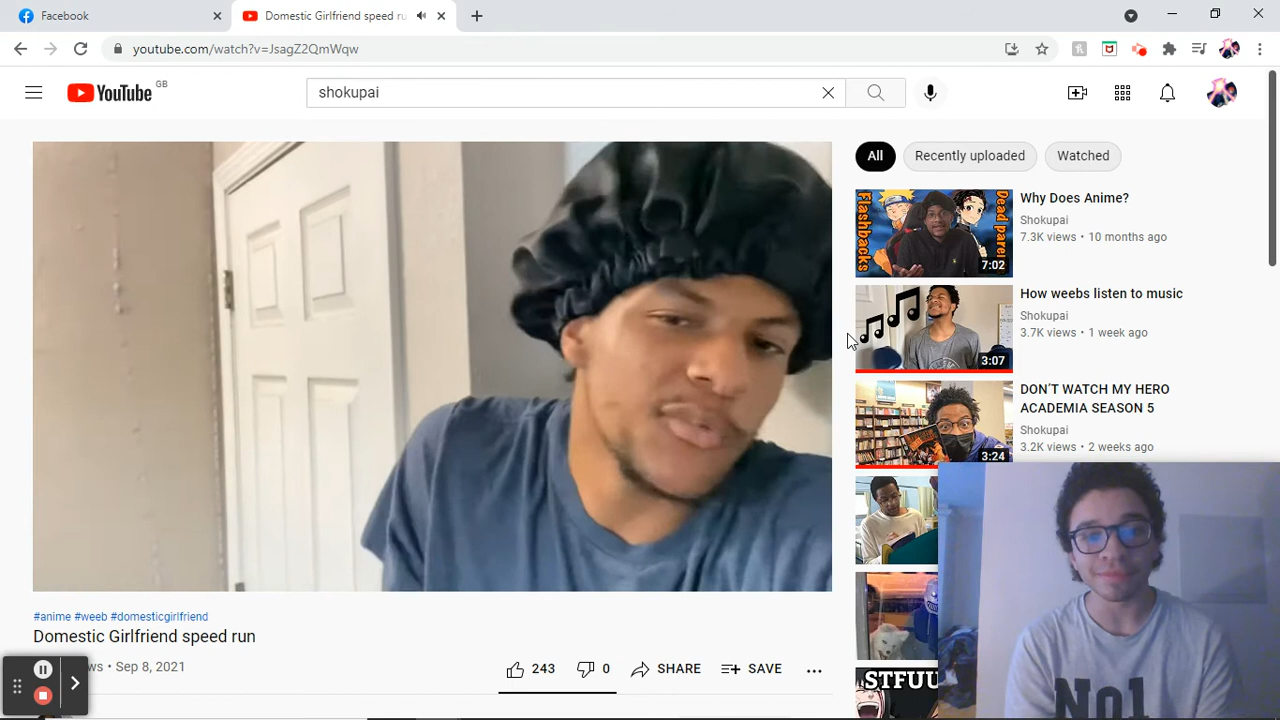 Facebook
Domestic Girlfriend speed run
youtube.com/watch?v=JsagZ2QmWqw
YouTube GB
shokupai
All
Recently uploaded
Watched
Flashbacks
7:02
Why Does Anime?
Shokupai
7.3K views • 10 months ago
3:07
How weebs listen to music
Shokupai
3.7K views • 1 week ago
3:24
DON'T WATCH MY HERO
ACADEMIA SEASON 5
Shokupai
3.2K views • 2 weeks ago
#anime #weeb #domesticgirlfriend
Domestic Girlfriend speed run
Sep 8, 2021
243
0
SHARE
SAVE
No1